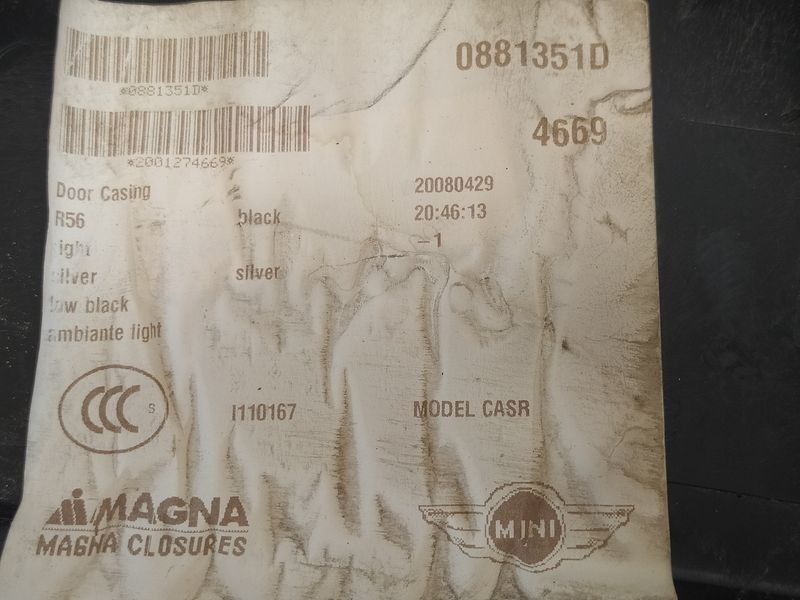 0881351D
*0881351D*
4669
*2001274669*
Door Casing
20080429
R56 black 20:46:13
right -1
silver silver
low black
ambiante light
CCC S
I110167 MODEL CASR
MAGNA
MAGNA CLOSURES
MINI